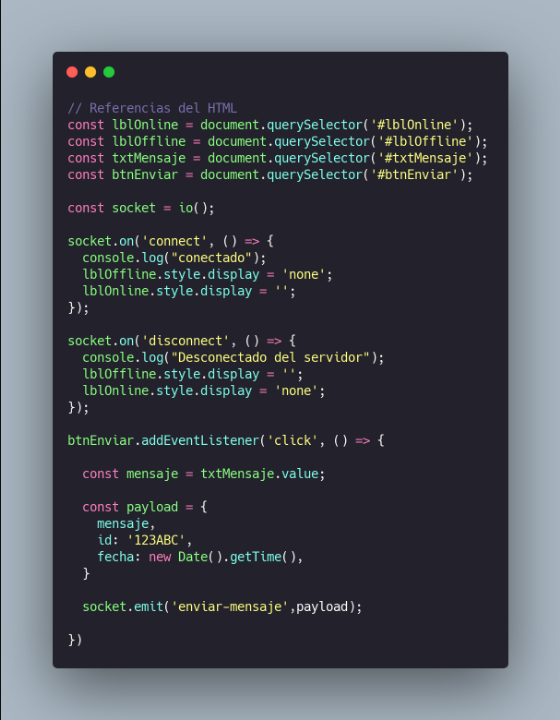 // Referencias del HTML
const lblOnline = document.querySelector('#lblOnline');
const lblOffline = document.querySelector('#lblOffline');
const txtMensaje = document.querySelector('#txtMensaje');
const btnEnviar = document.querySelector('#btnEnviar');
const socket = io();
socket.on('connect', () => {
  console.log("conectado");
  lblOffline.style.display = 'none';
  lblOnline.style.display = '';
});
socket.on('disconnect', () => {
  console.log("Desconectado del servidor");
  lblOffline.style.display = '';
  lblOnline.style.display = 'none';
});
btnEnviar.addEventListener('click', () => {
  const mensaje = txtMensaje.value;
  const payload = {
    mensaje,
    id: '123ABC',
    fecha: new Date().getTime(),
  }
  socket.emit('enviar-mensaje',payload);
})